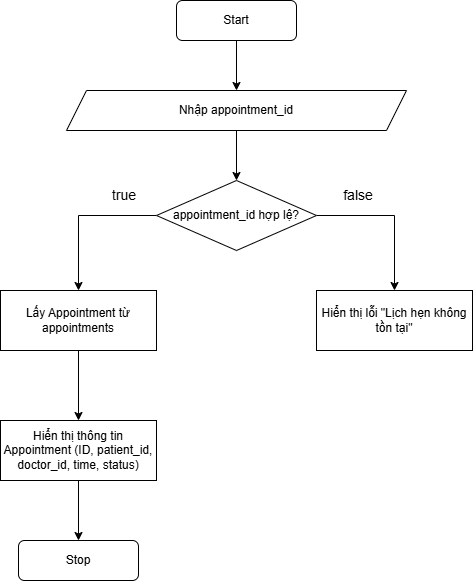 Start
Nhập appointment_id
true
false
appointment_id hợp lệ?
Lấy Appointment từ
appointments
Hiển thị lỗi "Lịch hẹn không
tồn tại"
Hiển thị thông tin
Appointment (ID, patient_id,
doctor_id, time, status)
Stop